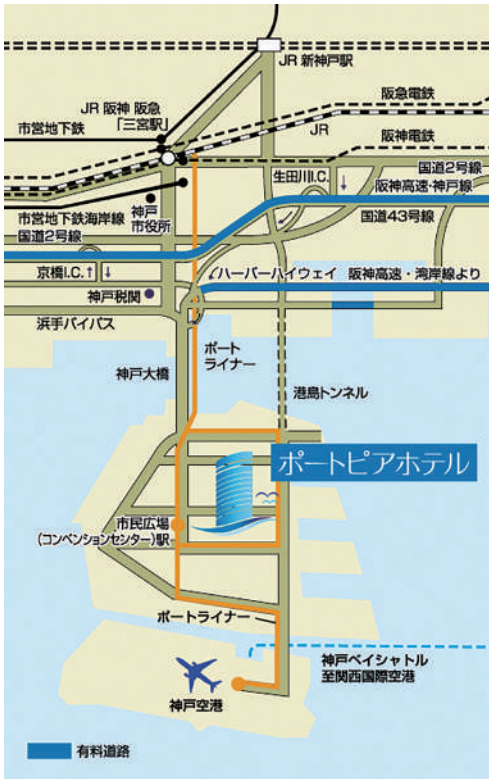 JR 新神戸駅
JR 阪神 阪急
「三宮駅」
阪急電鉄
市営地下鉄
JR
阪神電鉄
国道2号線
生田川I.C.
阪神高速・神戸線
神戸
市役所
市営地下鉄海岸線
国道2号線
国道43号線
京橋I.C.
ハーバーハイウェイ
阪神高速・湾岸線より
神戸税関
浜手バイパス
ポート
ライナー
神戸大橋
港島トンネル
ポートピアホテル
市民広場
(コンベンションセンター)駅
ポートライナー
神戸ベイシャトル
至関西国際空港
神戸空港
有料道路